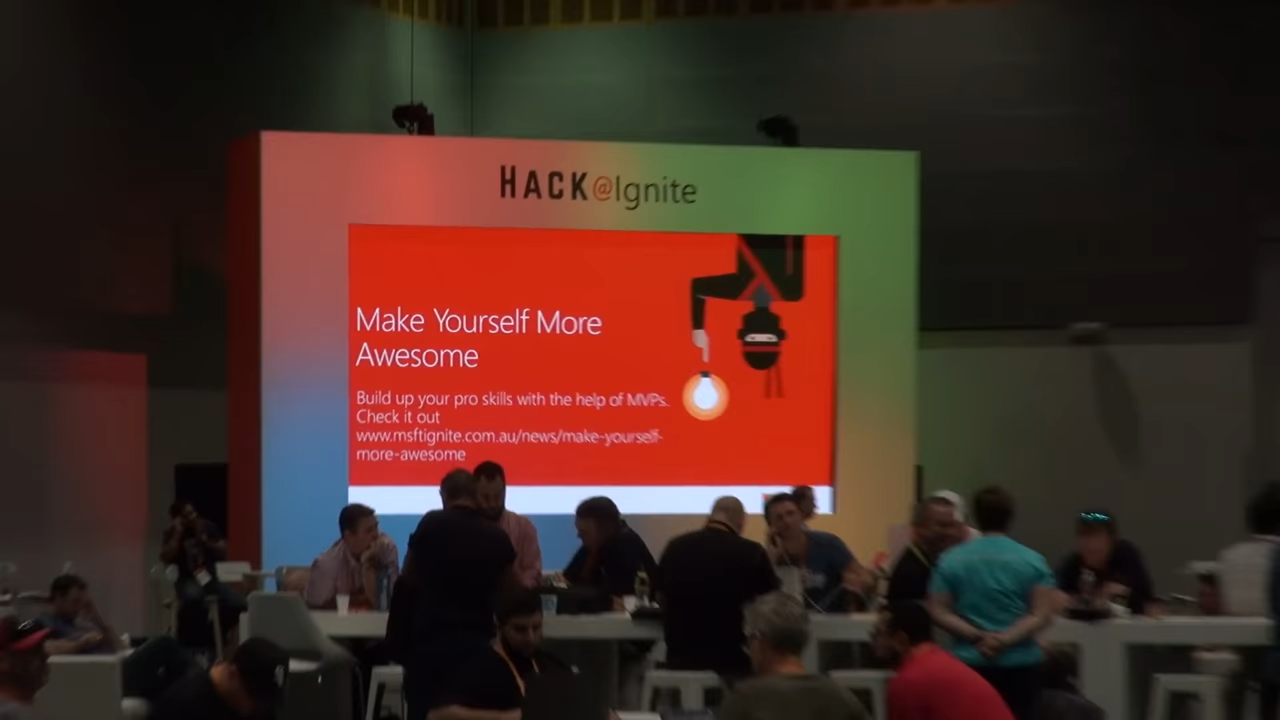 HACK@Ignite
Make Yourself More
Awesome
Build up your pro skills with the help of MVPs.
Check it out
www.msftignite.com.au/news/make-yourself-
more-awesome